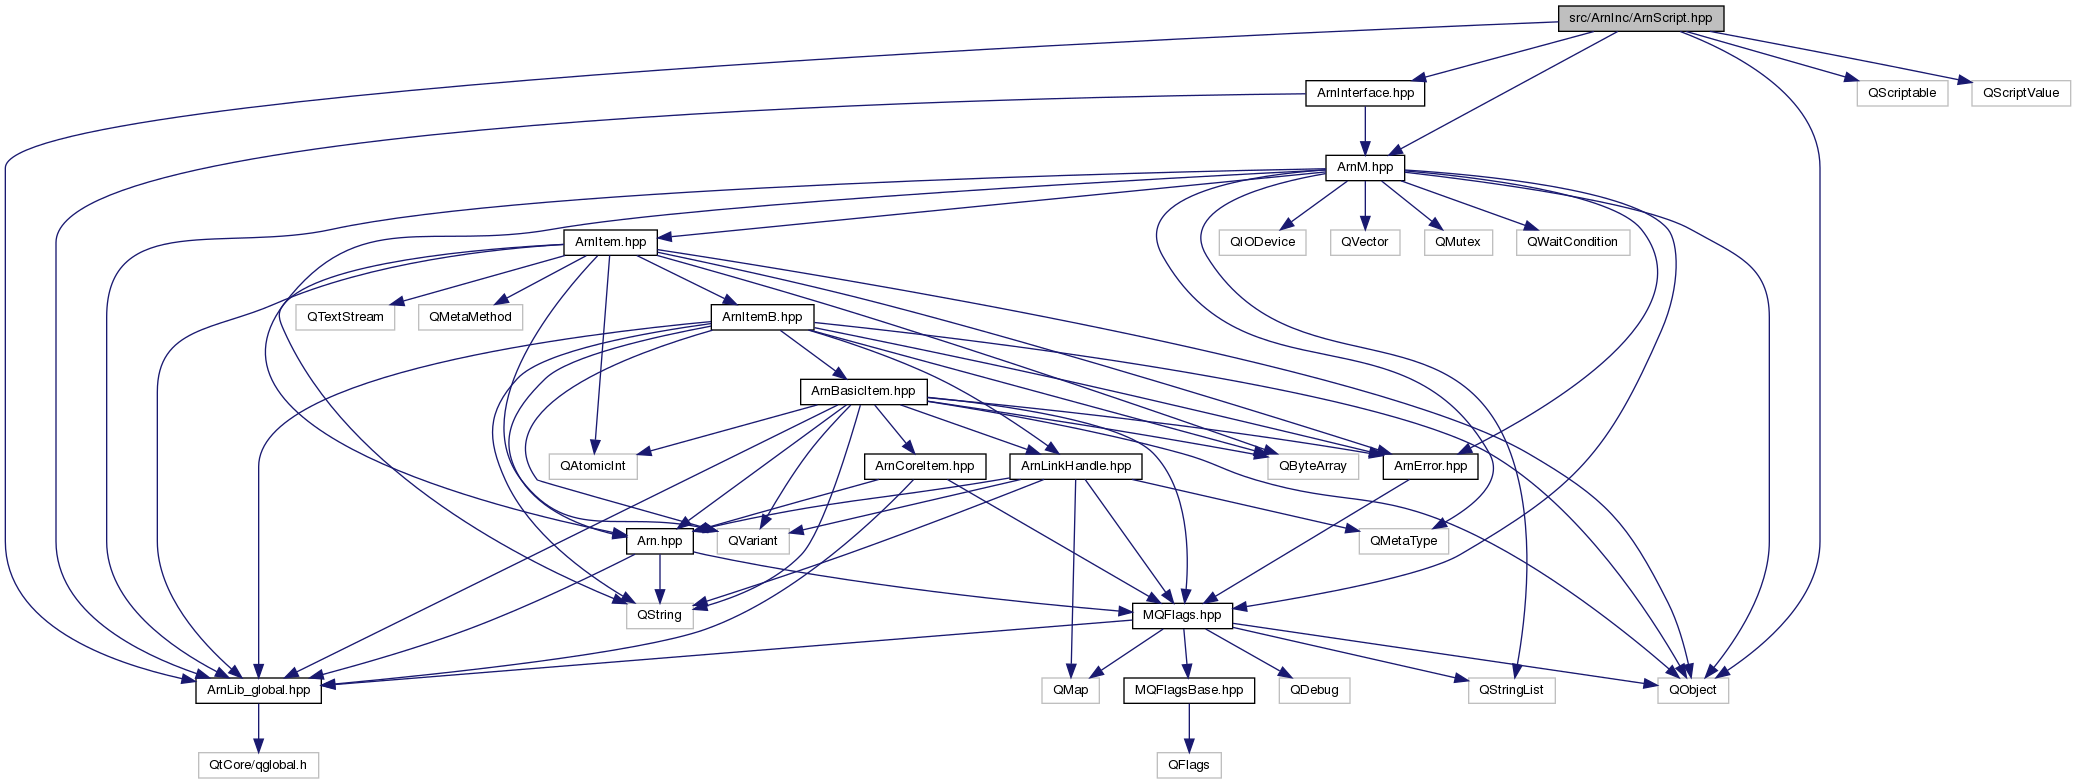 src/ArnInc/ArnScript.hpp
ArnInterface.hpp
QScriptable
QScriptValue
ArnM.hpp
ArnItem.hpp
QIODevice
QVector
QMutex
QWaitCondition
QTextStream
QMetaMethod
ArnItemB.hpp
ArnBasicItem.hpp
QAtomicInt
ArnCoreItem.hpp
ArnLinkHandle.hpp
QByteArray
ArnError.hpp
Arn.hpp
QVariant
QMetaType
QString
MQFlags.hpp
ArnLib_global.hpp
QMap
MQFlagsBase.hpp
QDebug
QStringList
QObject
QtCore/qglobal.h
QFlags